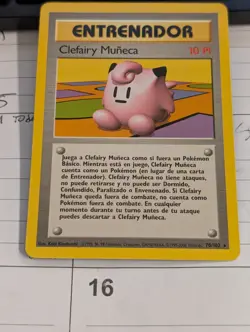 ENTRENADOR
Clefairy Muñeca 10 PV
Juega a Clefairy Muñeca como si fuera un Pokémon
Básico. Mientras está en juego, Clefairy Muñeca
cuenta como un Pokémon (en lugar de una carta
de Entrenador). Clefairy Muñeca no tiene ataques,
no puede retirarse y no puede ser Dormido,
Confundido, Paralizado o Envenenado. Si Clefairy
Muñeca queda fuera de combate, no cuenta como
Pokémon fuera de combate. En cualquier momento
durante tu turno antes de tu ataque
puedes descartar a Clefairy Muñeca.
70/102
16